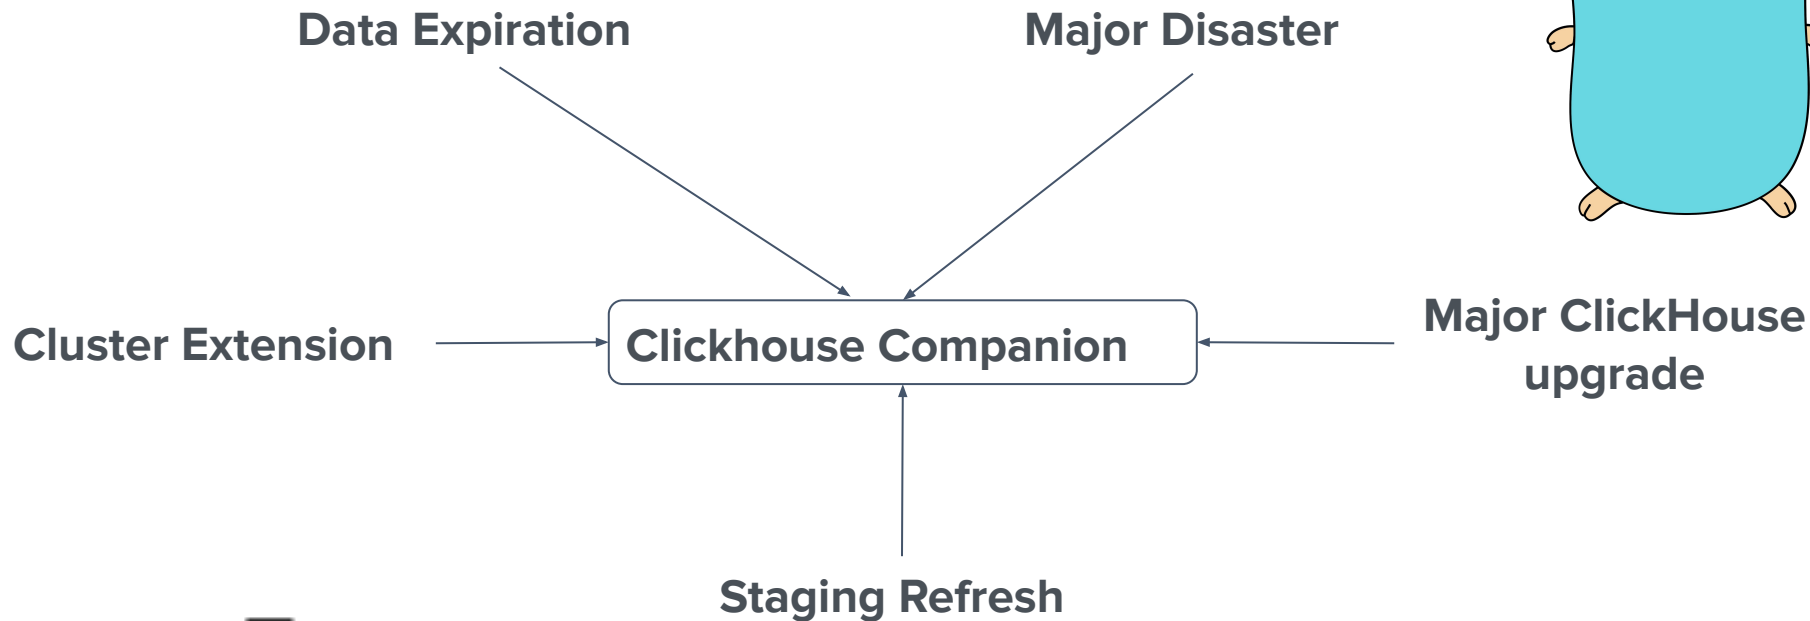 Data Expiration
Major Disaster
Cluster Extension
Clickhouse Companion
Major ClickHouse
upgrade
Staging Refresh